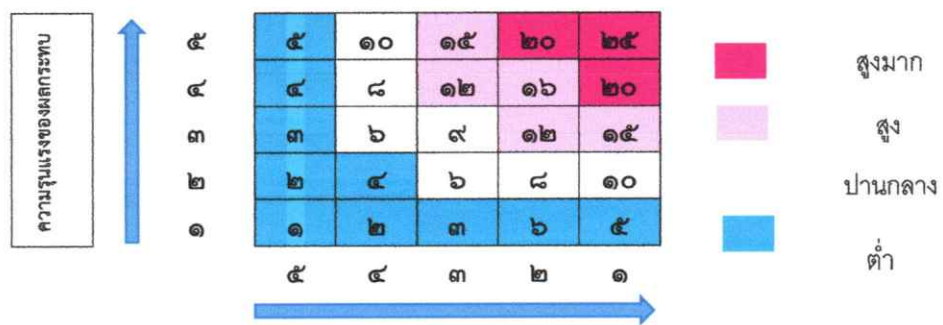 ความรุนแรงของผลกระทบ
๕ ๕ ๑๐ ๑๕ ๒๐ ๒๕
๔ ๔ ๘ ๑๒ ๑๖ ๒๐
๓ ๓ ๖ ๙ ๑๒ ๑๕
๒ ๒ ๔ ๖ ๘ ๑๐
๑ ๑ ๒ ๓ ๖ ๕
๕ ๔ ๓ ๒ ๑
สูงมาก
สูง
ปานกลาง
ต่ำ